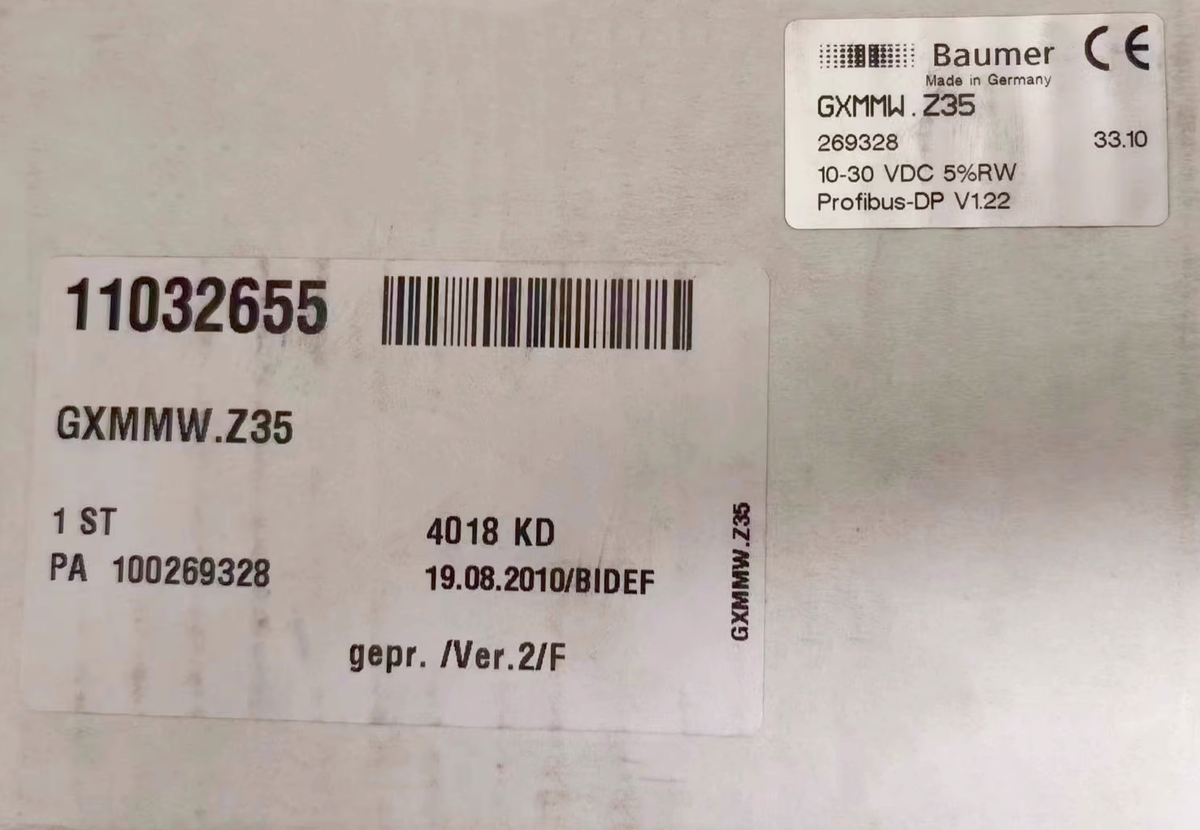 Baumer CE
Made in Germany
GXMMW.Z35
269328 33.10
10-30 VDC 5%RW
Profibus-DP V1.22
11032655
GXMMW.Z35
1 ST 4018 KD
PA 100269328 19.08.2010/BIDEF
gepr. /Ver.2/F
GXMMW.Z35